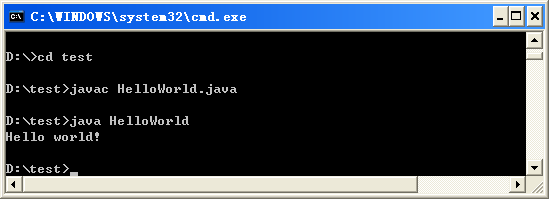 C:\WINDOWS\system32\cmd.exe
D:\>cd test
D:\test>javac HelloWorld.java
D:\test>java HelloWorld
Hello world!
D:\test>_